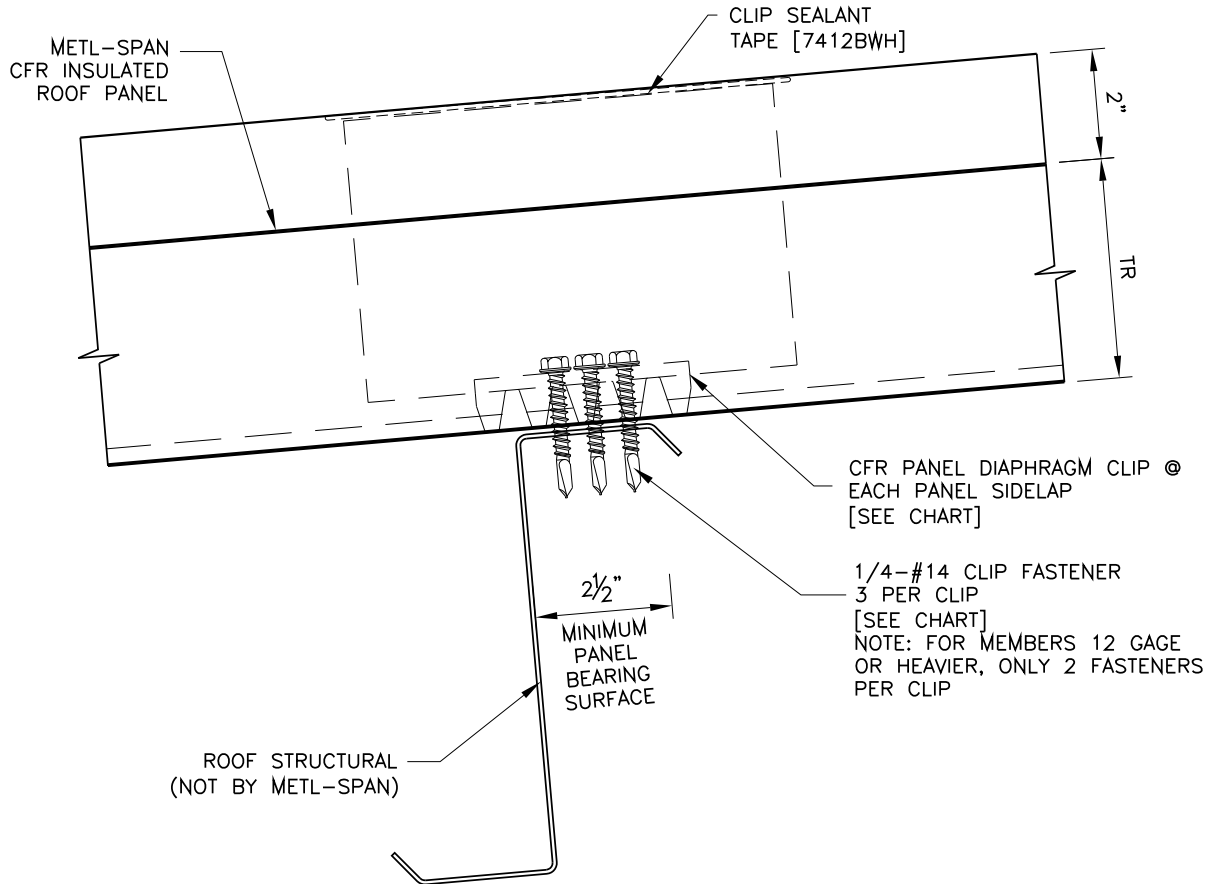 CLIP SEALANT
TAPE [7412BWH]
METL-SPAN
CFR INSULATED
ROOF PANEL
2"
TR
CFR PANEL DIAPHRAGM CLIP @
EACH PANEL SIDELAP
[SEE CHART]
1/4-#14 CLIP FASTENER
3 PER CLIP
[SEE CHART]
NOTE: FOR MEMBERS 12 GAGE
OR HEAVIER, ONLY 2 FASTENERS
PER CLIP
2½"
MINIMUM
PANEL
BEARING
SURFACE
ROOF STRUCTURAL
(NOT BY METL-SPAN)